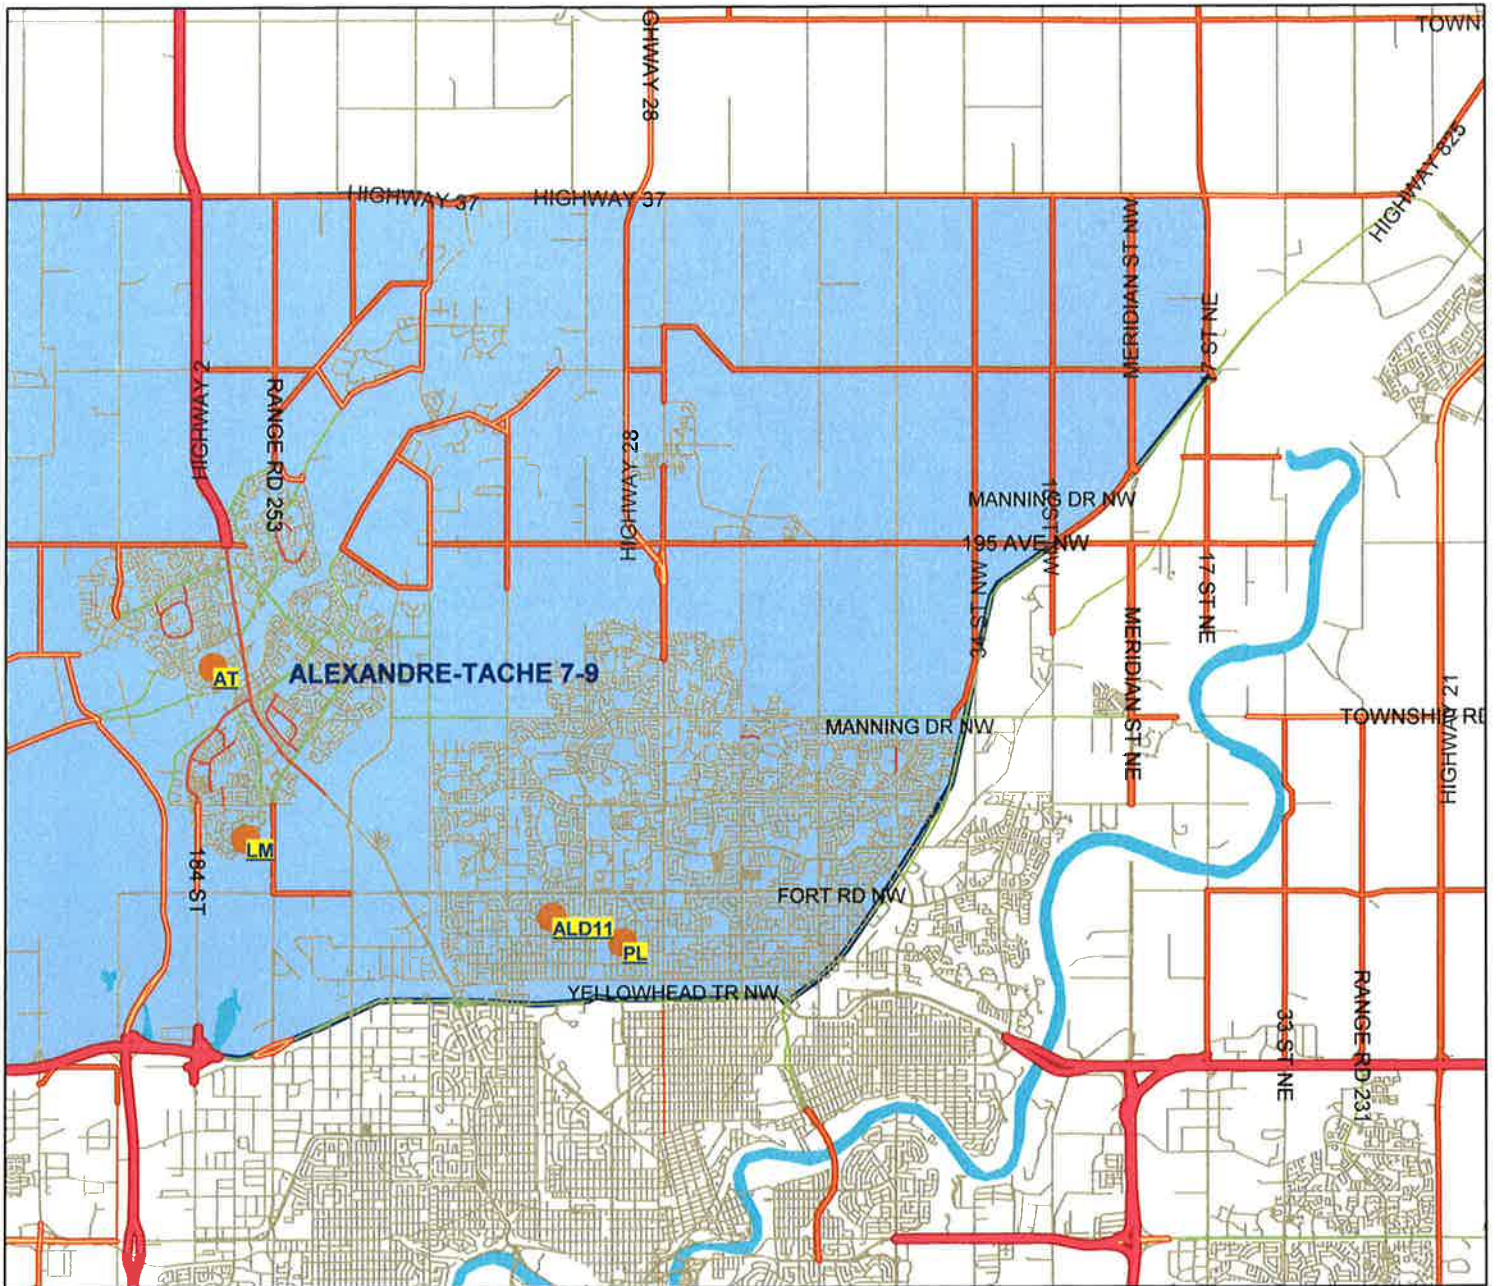 TOWN
GHWAY 28
HIGHWAY 825
HIGHWAY 37
HIGHWAY 37
MERIDIAN ST NW
17 ST NE
HIGHWAY 2
RANGE RD 253
HIGHWAY 28
MANNING DR NW
195 AVE NW
34 ST NW
17 ST NE
MERIDIAN ST NE
AT
ALEXANDRE-TACHE 7-9
HIGHWAY 21
TOWNSHIP RD
MANNING DR NW
LM
184 ST
FORT RD NW
ALD11
PL
YELLOWHEAD TR NW
33 ST NE
RANGE RD 231